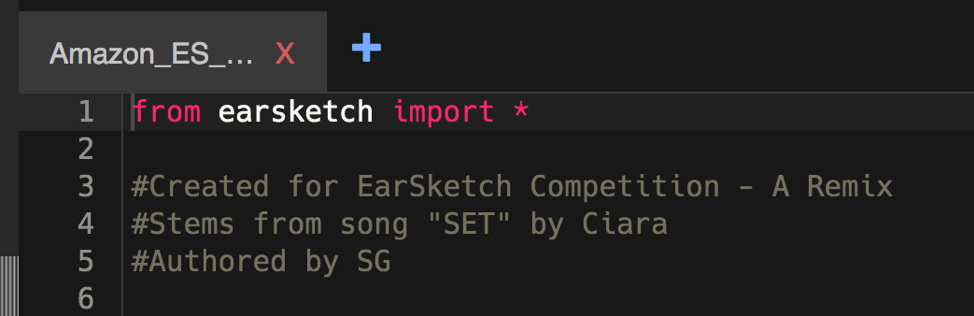 Amazon_ES_... X +
1 from earsketch import *
2
3 #Created for EarSketch Competition - A Remix
4 #Stems from song "SET" by Ciara
5 #Authored by SG
6